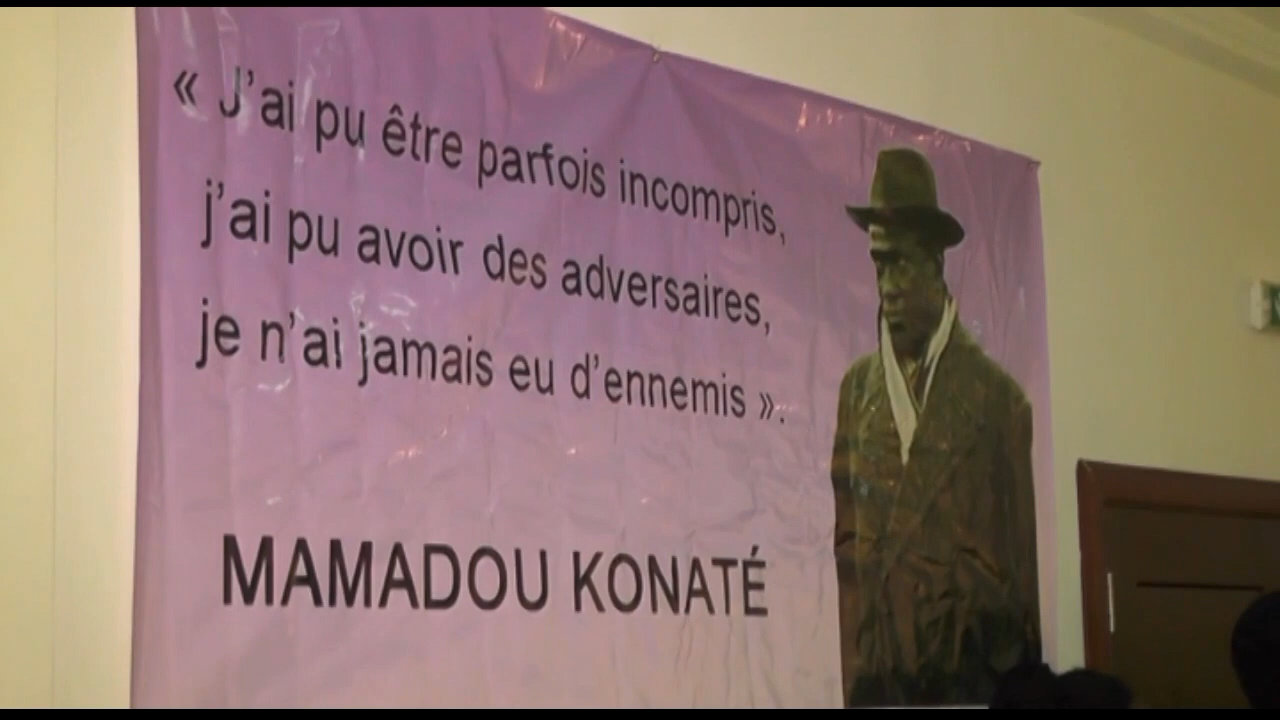 « J'ai pu être parfois incompris,
j'ai pu avoir des adversaires,
je n'ai jamais eu d'ennemis ».
MAMADOU KONATÉ